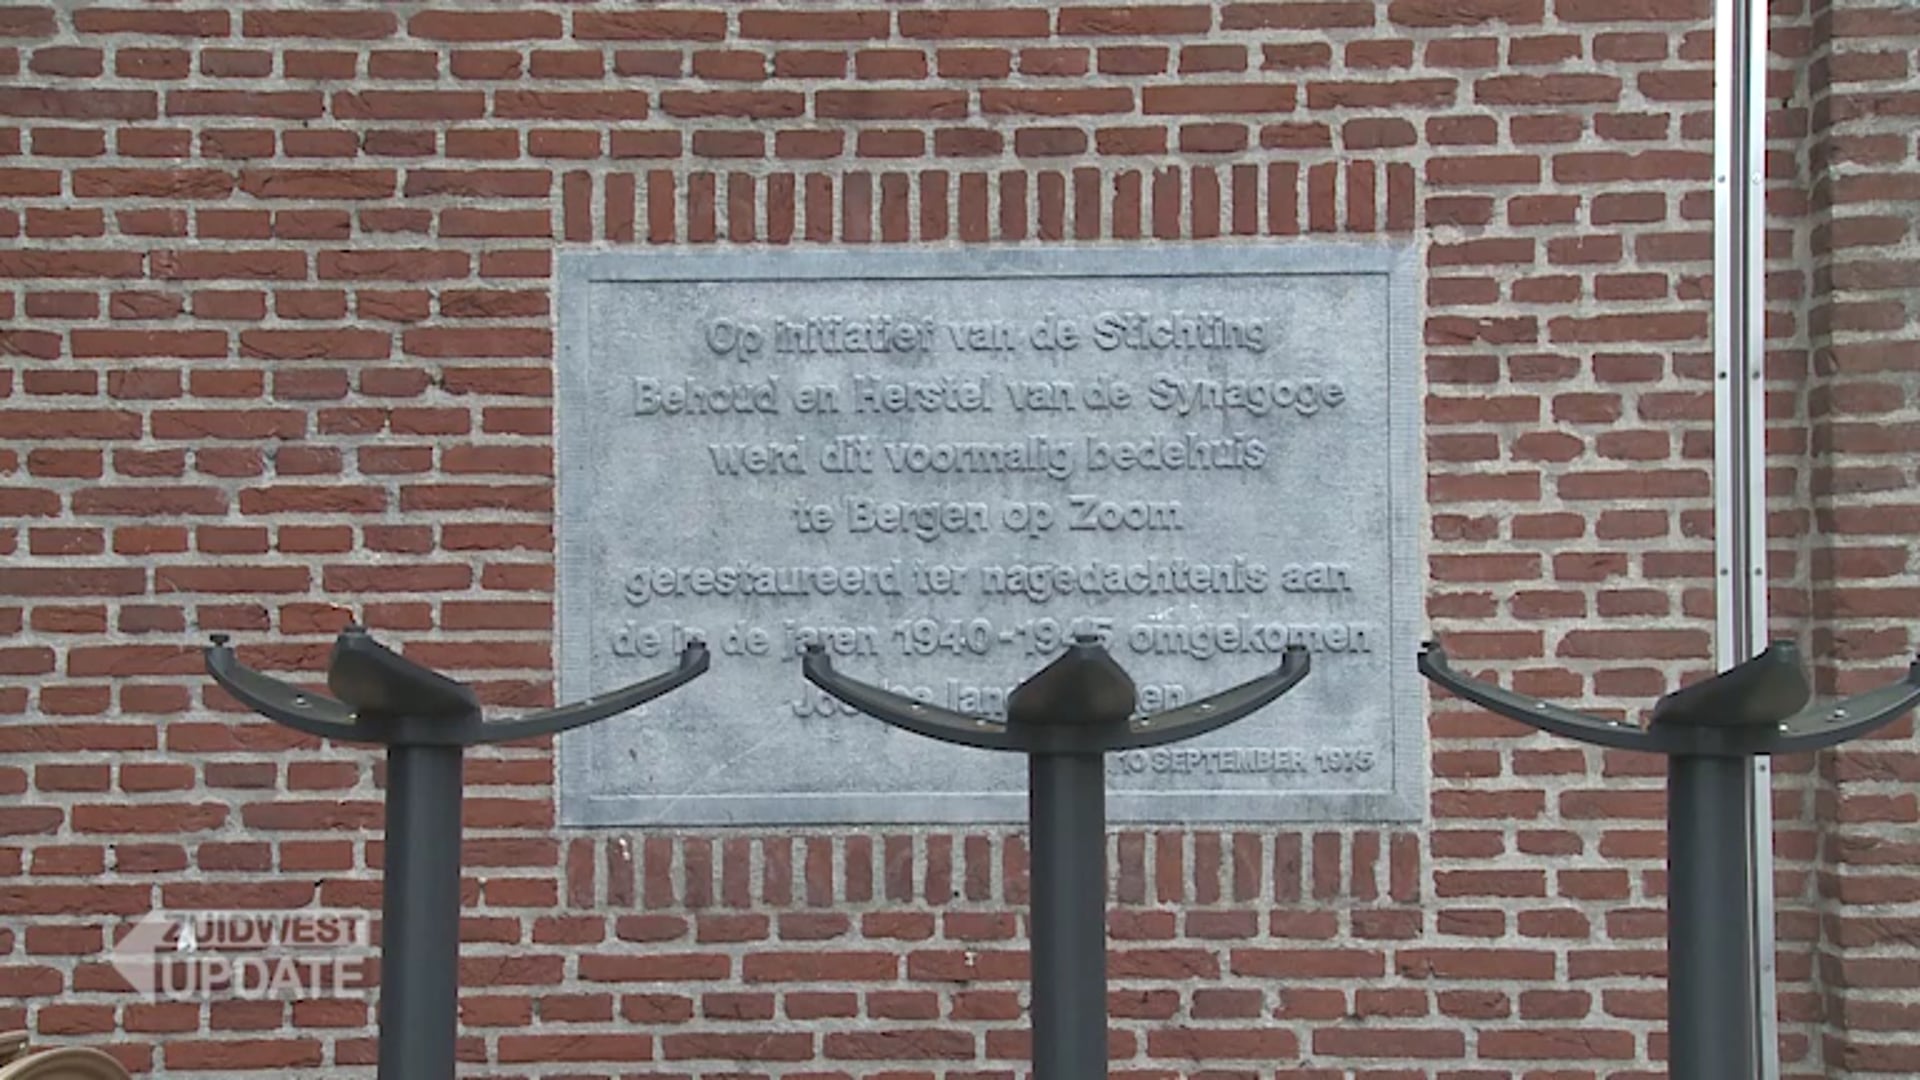 Op initiatief van de Stichting
Behoud en Herstel van de Synagoge
werd dit voormalig bedehuis
te Bergen op Zoom
gerestaureerd ter nagedachtenis aan
de in de jaren 1940-1945 omgekomen
10 SEPTEMBER 1975
ZUIDWEST
UPDATE